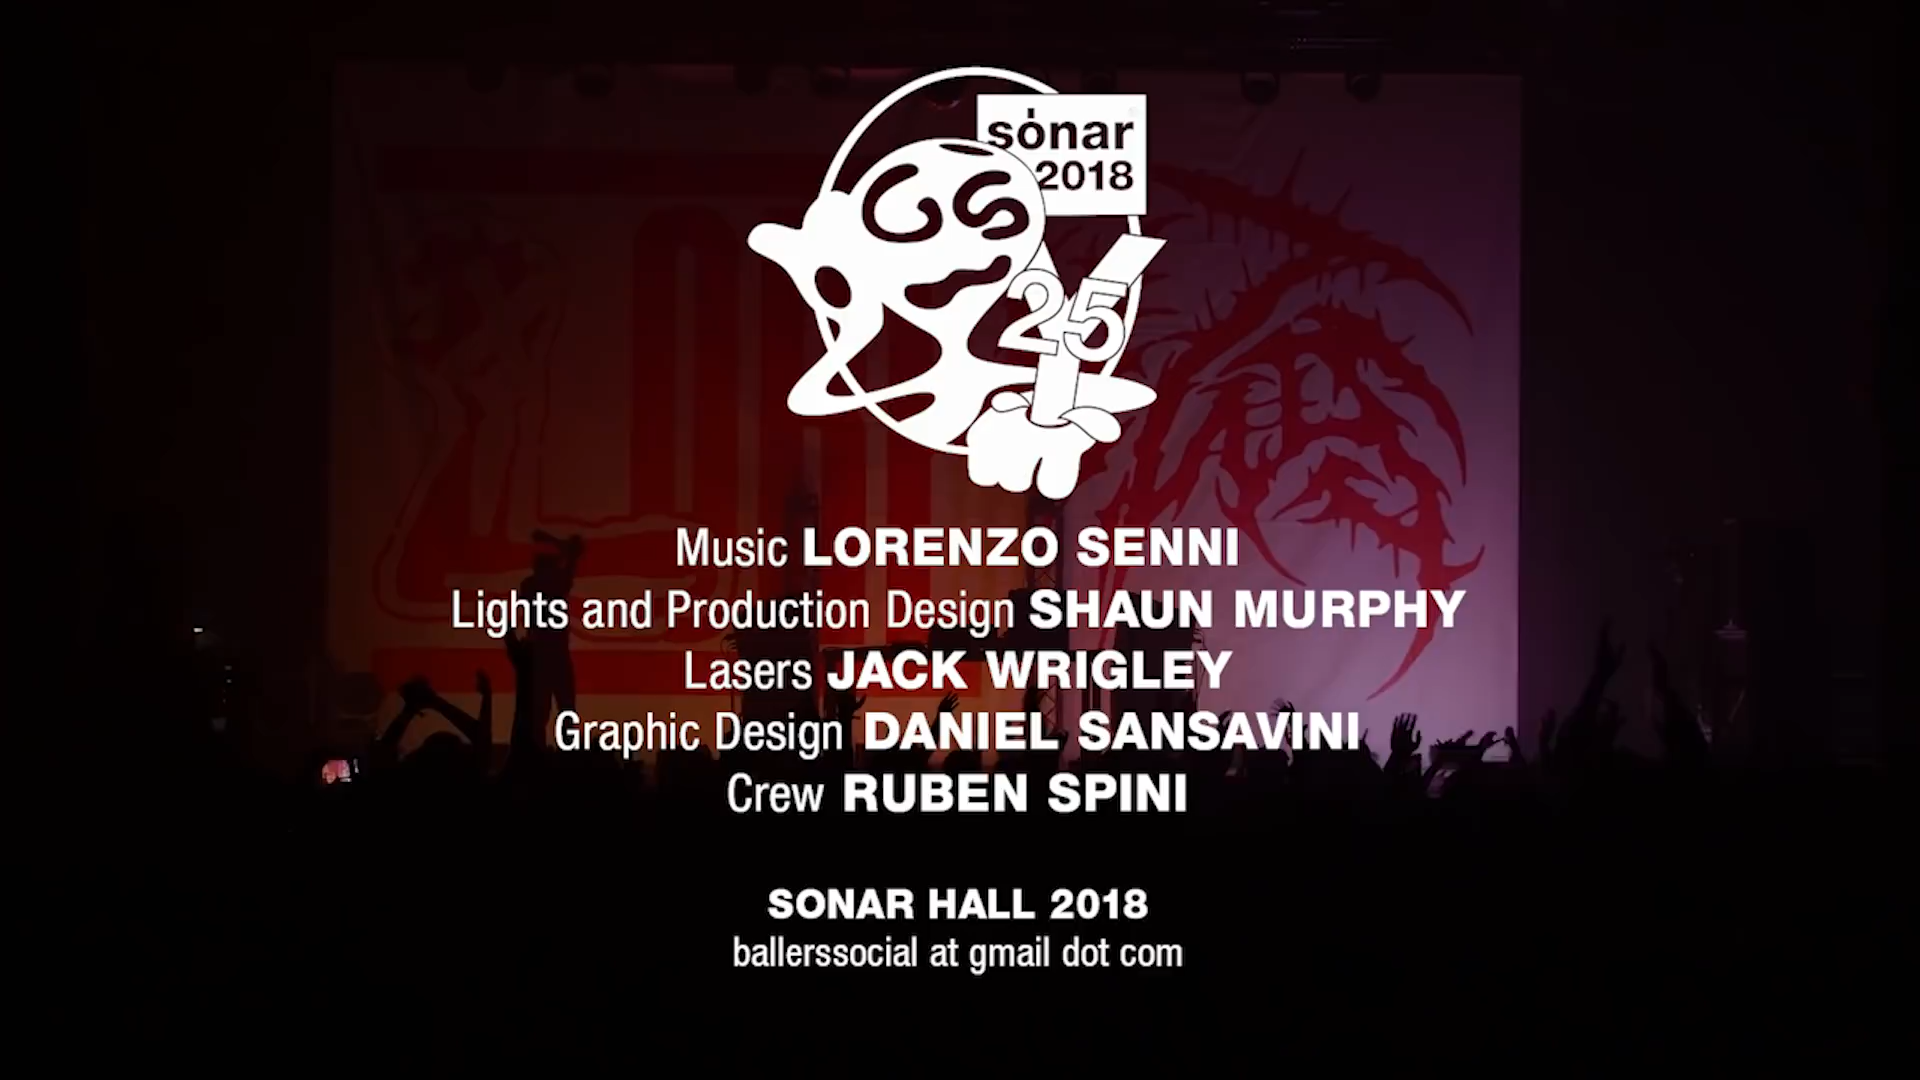 sónar
2018
GS
25
Music LORENZO SENNI
Lights and Production Design SHAUN MURPHY
Lasers JACK WRIGLEY
Graphic Design DANIEL SANSAVINI
Crew RUBEN SPINI
SONAR HALL 2018
ballerssocial at gmail dot com